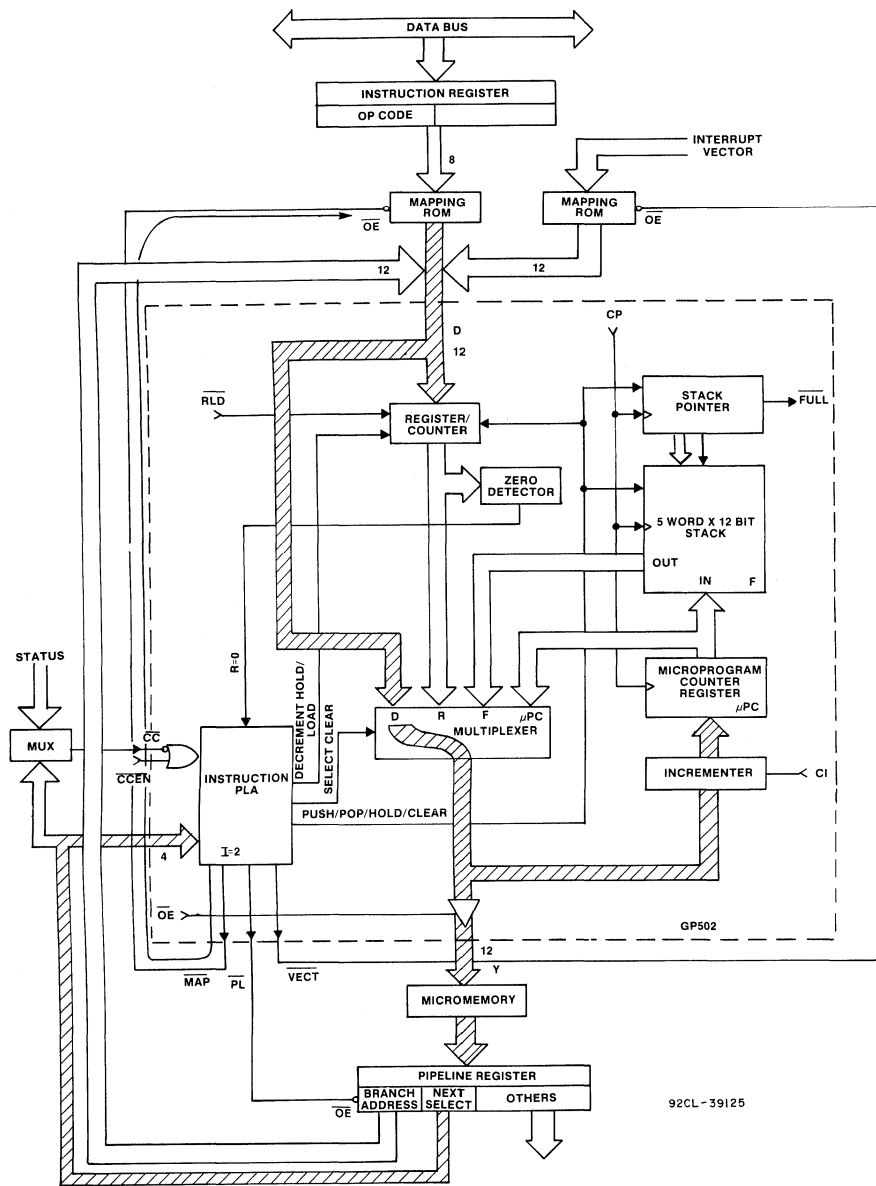 DATA BUS
INSTRUCTION REGISTER
OP CODE
8
INTERRUPT
VECTOR
MAPPING
ROM
OE
MAPPING
ROM
OE
12
12
D
12
CP
RLD
REGISTER/
COUNTER
STACK
POINTER
FULL
ZERO
DETECTOR
5 WORD X 12 BIT
STACK
OUT
IN
F
R=0
DECREMENT HOLD/
LOAD
SELECT CLEAR
STATUS
MUX
CC
CCEN
INSTRUCTION
PLA
I=2
4
D
R
F
μPC
MULTIPLEXER
MICROPROGRAM
COUNTER
REGISTER
μPC
INCREMENTER
CI
PUSH/POP/HOLD/CLEAR
OE
GP502
MAP
PL
VECT
12
Y
MICROMEMORY
PIPELINE REGISTER
OE
BRANCH
ADDRESS
NEXT
SELECT
OTHERS
92CL-39125